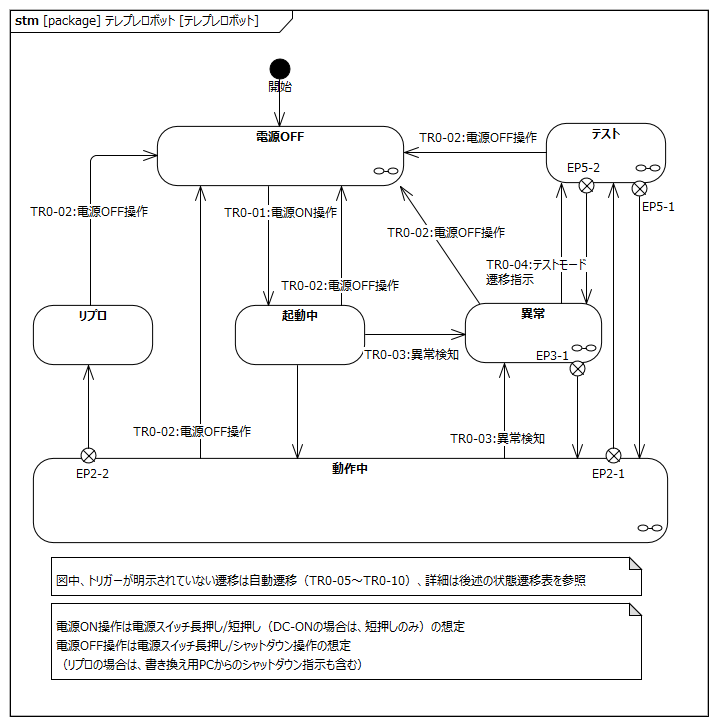 stm [package] テレプレロボット [テレプレロボット]
開始
電源OFF
テスト
TR0-02:電源OFF操作
EP5-2
EP5-1
TR0-02:電源OFF操作
TR0-01:電源ON操作
TR0-02:電源OFF操作
TR0-04:テストモード
遷移指示
TR0-02:電源OFF操作
リプロ
起動中
異常
EP3-1
TR0-03:異常検知
TR0-02:電源OFF操作
TR0-03:異常検知
EP2-2
動作中
EP2-1
図中、トリガーが明示されていない遷移は自動遷移（TR0-05～TR0-10）、詳細は後述の状態遷移表を参照
電源ON操作は電源スイッチ長押し/短押し（DC-ONの場合は、短押しのみ）の想定
電源OFF操作は電源スイッチ長押し/シャットダウン操作の想定
（リプロの場合は、書き換え用PCからのシャットダウン指示も含む）